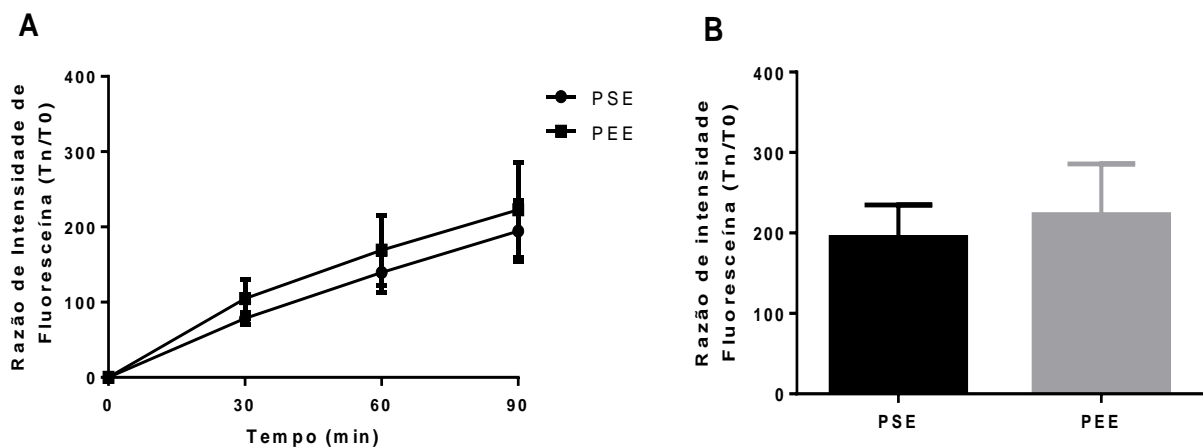 A
Razão de Intensidade de
Fluoresceína (Tn/T0)
400
300
200
100
0
0 30 60 90
Tempo (min)
PSE
PEE
B
Razão de intensidade
Fluoresceína (Tn/T0)
400
300
200
100
0
PSE PEE